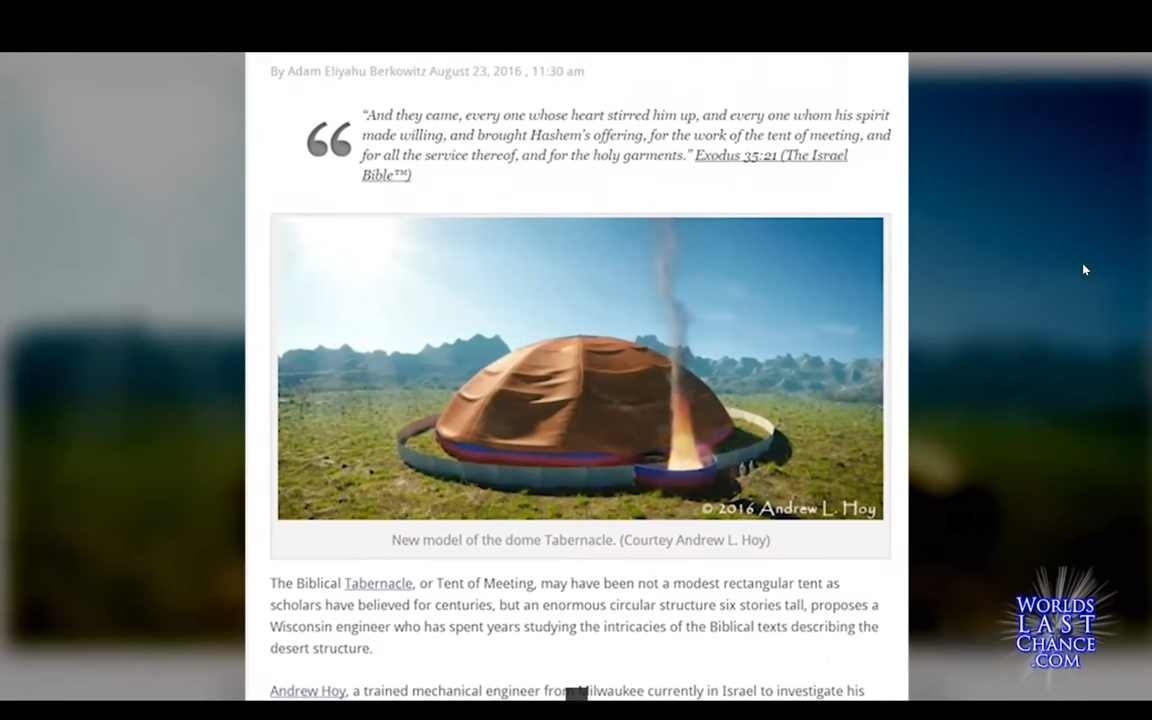 By Adam Eliyahu Berkowitz August 23, 2016 , 11:30 am
“And they came, every one whose heart stirred him up, and every one whom his spirit
made willing, and brought Hashem’s offering, for the work of the tent of meeting, and
for all the service thereof, and for the holy garments.” Exodus 35:21 (The Israel
Bible™)
© 2016 Andrew L. Hoy
New model of the dome Tabernacle. (Courtey Andrew L. Hoy)
The Biblical Tabernacle, or Tent of Meeting, may have been not a modest rectangular tent as
scholars have believed for centuries, but an enormous circular structure six stories tall, proposes a
Wisconsin engineer who has spent years studying the intricacies of the Biblical texts describing the
desert structure.
Andrew Hoy, a trained mechanical engineer from Milwaukee currently in Israel to investigate his
WORLDS
LAST
CHANCE
.COM